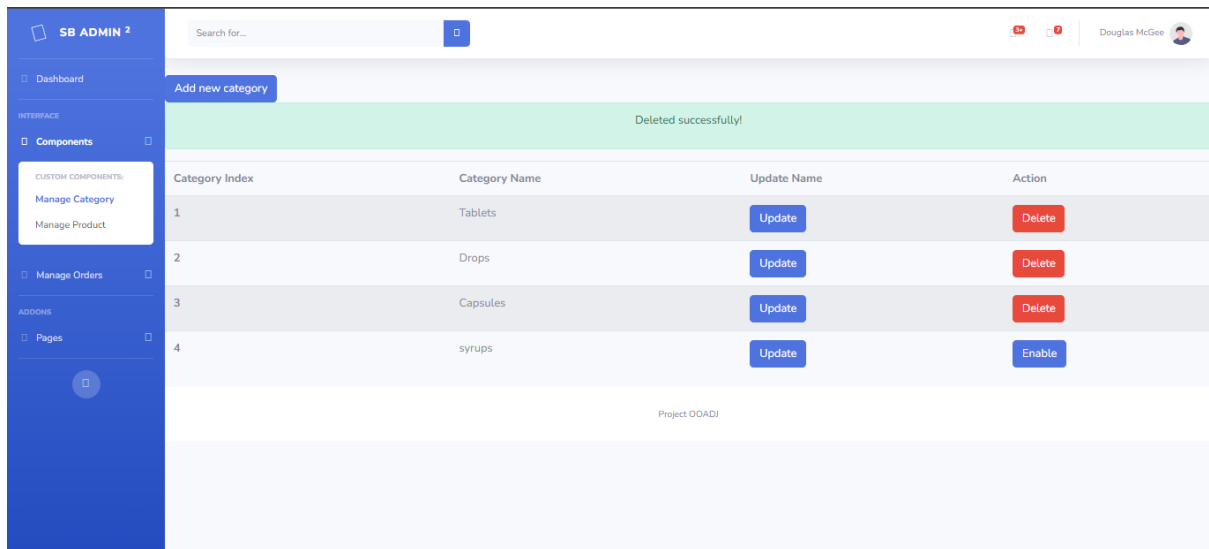 SB ADMIN 2
Search for...
3+
7
Douglas McGee
Dashboard
INTERFACE
Components
CUSTOM COMPONENTS:
Manage Category
Manage Product
Manage Orders
ADDONS
Pages
Add new category
Deleted successfully!
Category Index Category Name Update Name Action
1 Tablets Update Delete
2 Drops Update Delete
3 Capsules Update Delete
4 syrups Update Enable
Project OOADJ